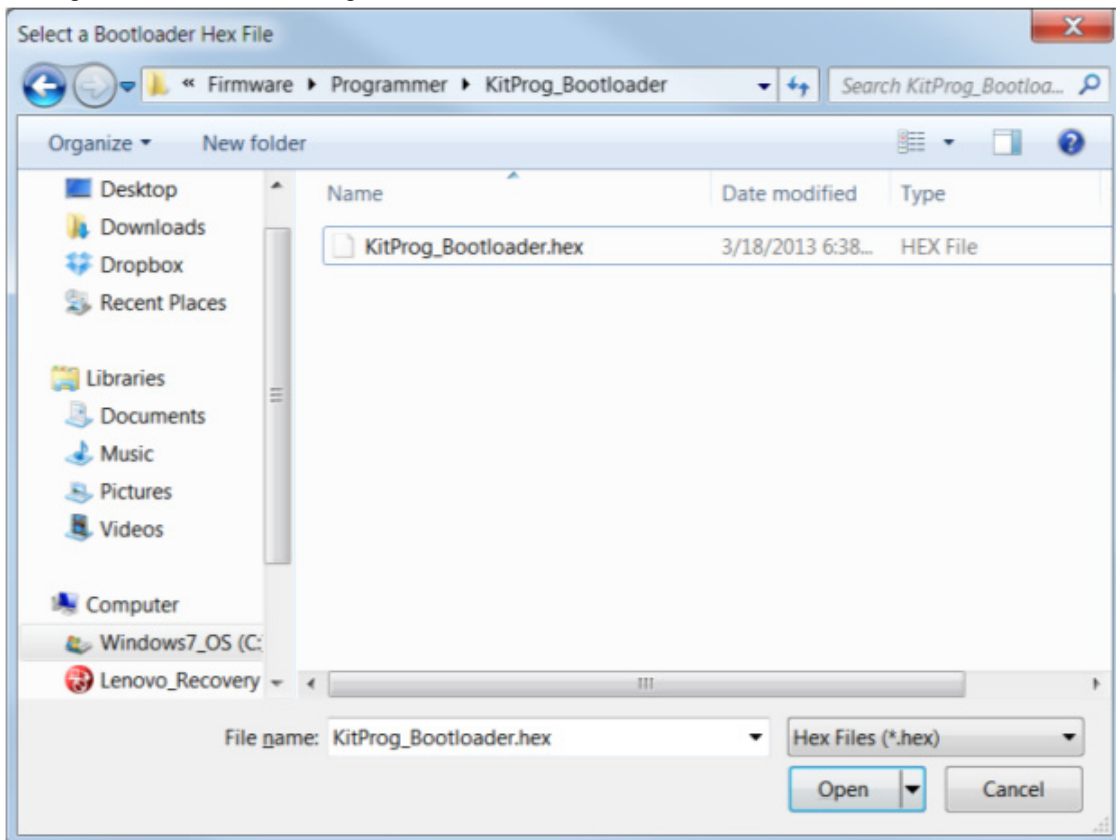 Select a Bootloader Hex File
« Firmware ▸ Programmer ▸ KitProg_Bootloader
Search KitProg_Bootloa...
Organize ▾ New folder
Name Date modified Type
KitProg_Bootloader.hex 3/18/2013 6:38... HEX File
Desktop
Downloads
Dropbox
Recent Places
Libraries
Documents
Music
Pictures
Videos
Computer
Windows7_OS (C:
Lenovo_Recovery
File name: KitProg_Bootloader.hex
Hex Files (*.hex)
Open
Cancel